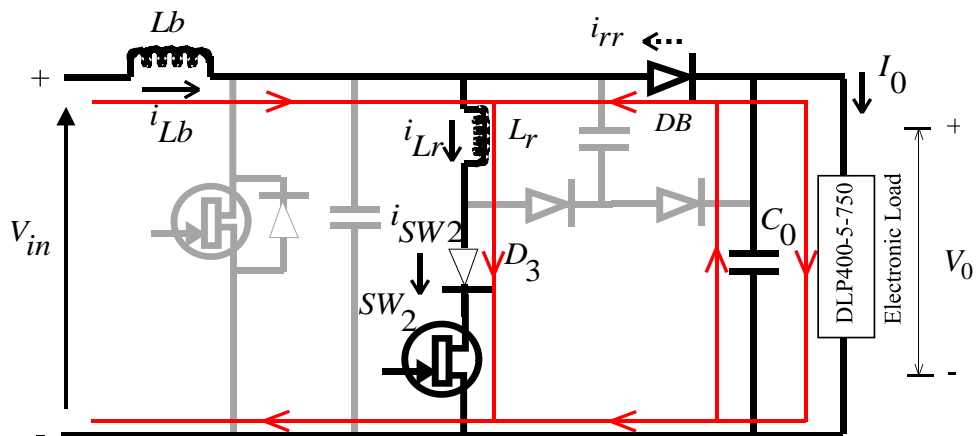 Lb
i_rr
+
i_Lb
I_0
i_Lr
L_r
DB
+
V_in
i_SW2
D_3
C_0
DLP400-5-750
Electronic Load
V_0
SW_2
-
-